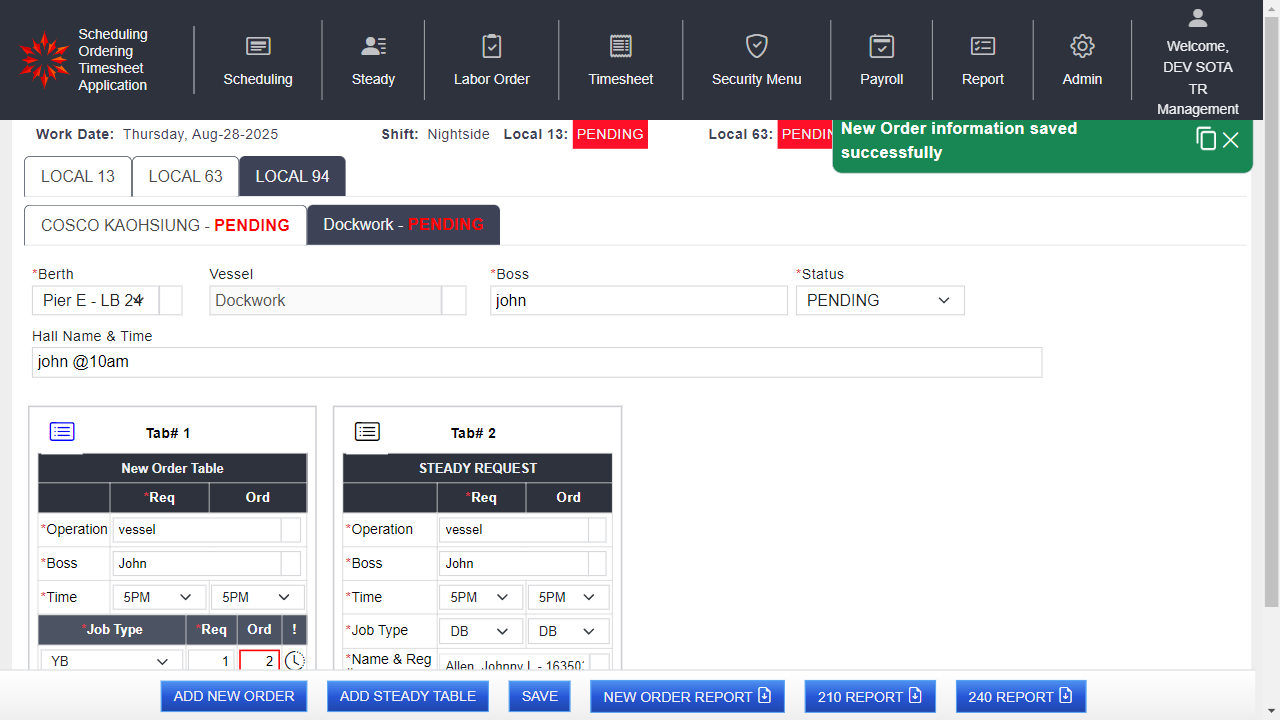 Scheduling
Ordering
Timesheet
Application
Scheduling
Steady
Labor Order
Timesheet
Security Menu
Payroll
Report
Admin
Welcome,
DEV SOTA
TR
Management
Work Date: Thursday, Aug-28-2025 Shift: Nightside Local 13: PENDING Local 63:
New Order information saved
successfully
LOCAL 13 LOCAL 63 LOCAL 94
COSCO KAOHSIUNG - PENDING Dockwork - PENDING
*Berth Vessel *Boss *Status
Pier E - LB 24 Dockwork john PENDING
Hall Name & Time
john @10am
Tab# 1
New Order Table
*Req Ord
*Operation vessel
*Boss John
*Time 5PM 5PM
*Job Type *Req Ord !
YB 1 2
Tab# 2
STEADY REQUEST
*Req Ord
*Operation vessel
*Boss John
*Time 5PM 5PM
*Job Type DB DB
*Name & Reg Allen, Johnny L - 16350
ADD NEW ORDER ADD STEADY TABLE SAVE NEW ORDER REPORT 210 REPORT 240 REPORT